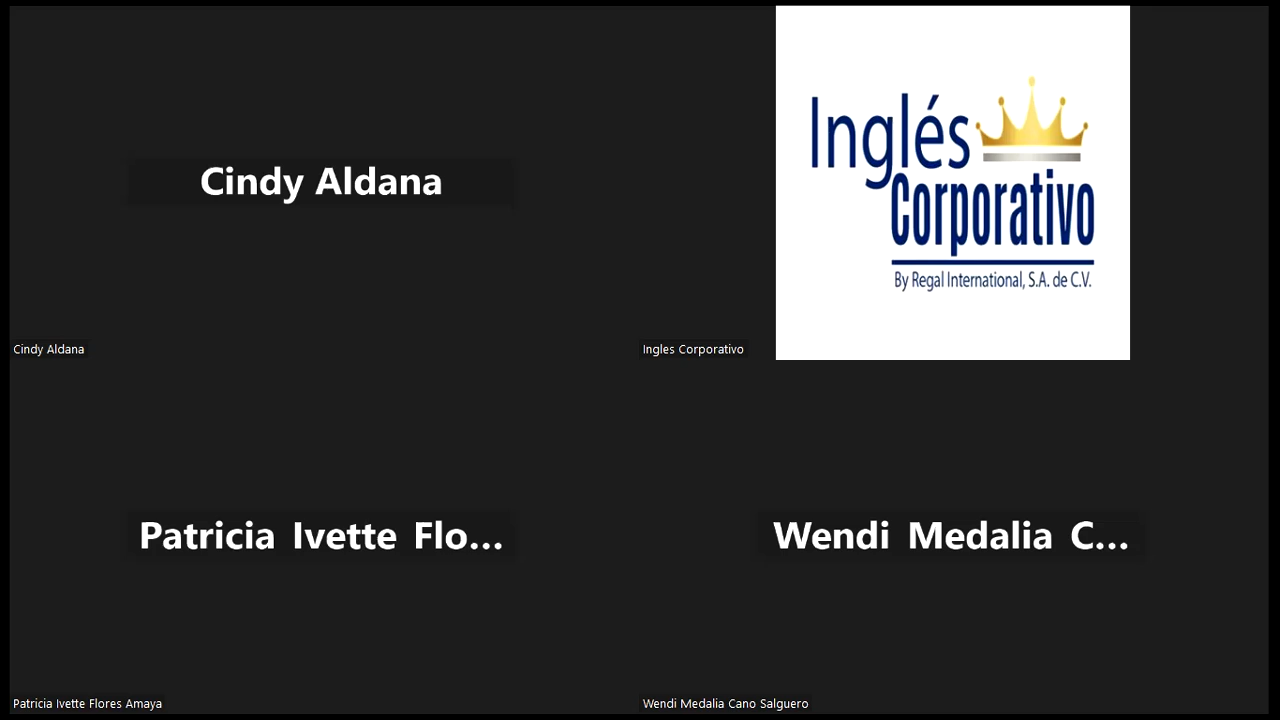 Cindy Aldana
Cindy Aldana
Inglés
Corporativo
By Regal International, S.A. de C.V.
Ingles Corporativo
Patricia Ivette Flo...
Patricia Ivette Flores Amaya
Wendi Medalia C...
Wendi Medalia Cano Salguero